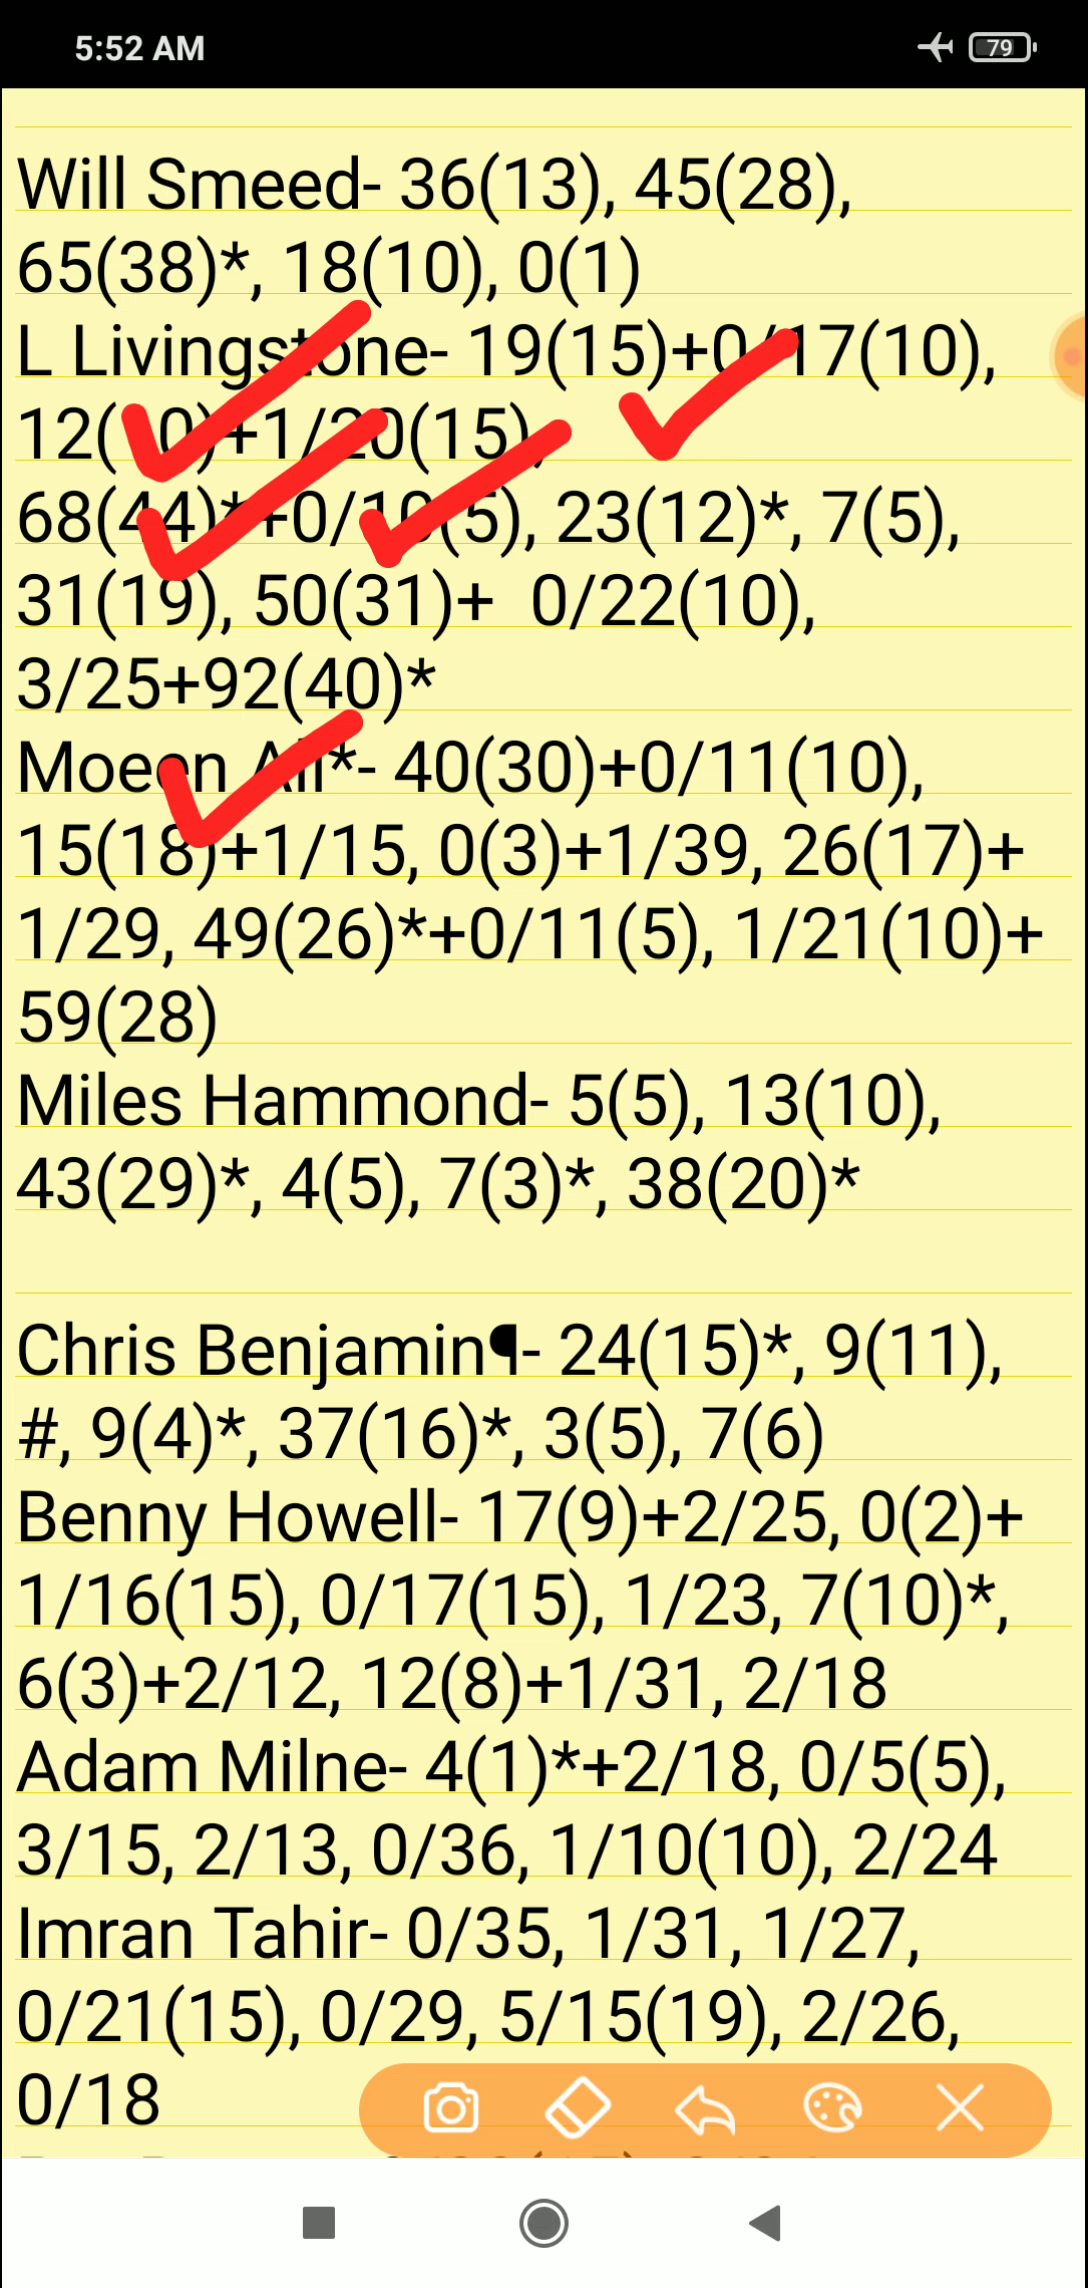 5:52 AM
79
Will Smeed- 36(13), 45(28),
65(38)*, 18(10), 0(1)
L Livingstone- 19(15)+0/17(10),
12(10)+1/20(15),
68(44)*+0/10(5), 23(12)*, 7(5),
31(19), 50(31)+ 0/22(10),
3/25+92(40)*
Moeen Ali*- 40(30)+0/11(10),
15(18)+1/15, 0(3)+1/39, 26(17)+
1/29, 49(26)*+0/11(5), 1/21(10)+
59(28)
Miles Hammond- 5(5), 13(10),
43(29)*, 4(5), 7(3)*, 38(20)*
Chris Benjamin¶- 24(15)*, 9(11),
#, 9(4)*, 37(16)*, 3(5), 7(6)
Benny Howell- 17(9)+2/25, 0(2)+
1/16(15), 0/17(15), 1/23, 7(10)*,
6(3)+2/12, 12(8)+1/31, 2/18
Adam Milne- 4(1)*+2/18, 0/5(5),
3/15, 2/13, 0/36, 1/10(10), 2/24
Imran Tahir- 0/35, 1/31, 1/27,
0/21(15), 0/29, 5/15(19), 2/26,
0/18